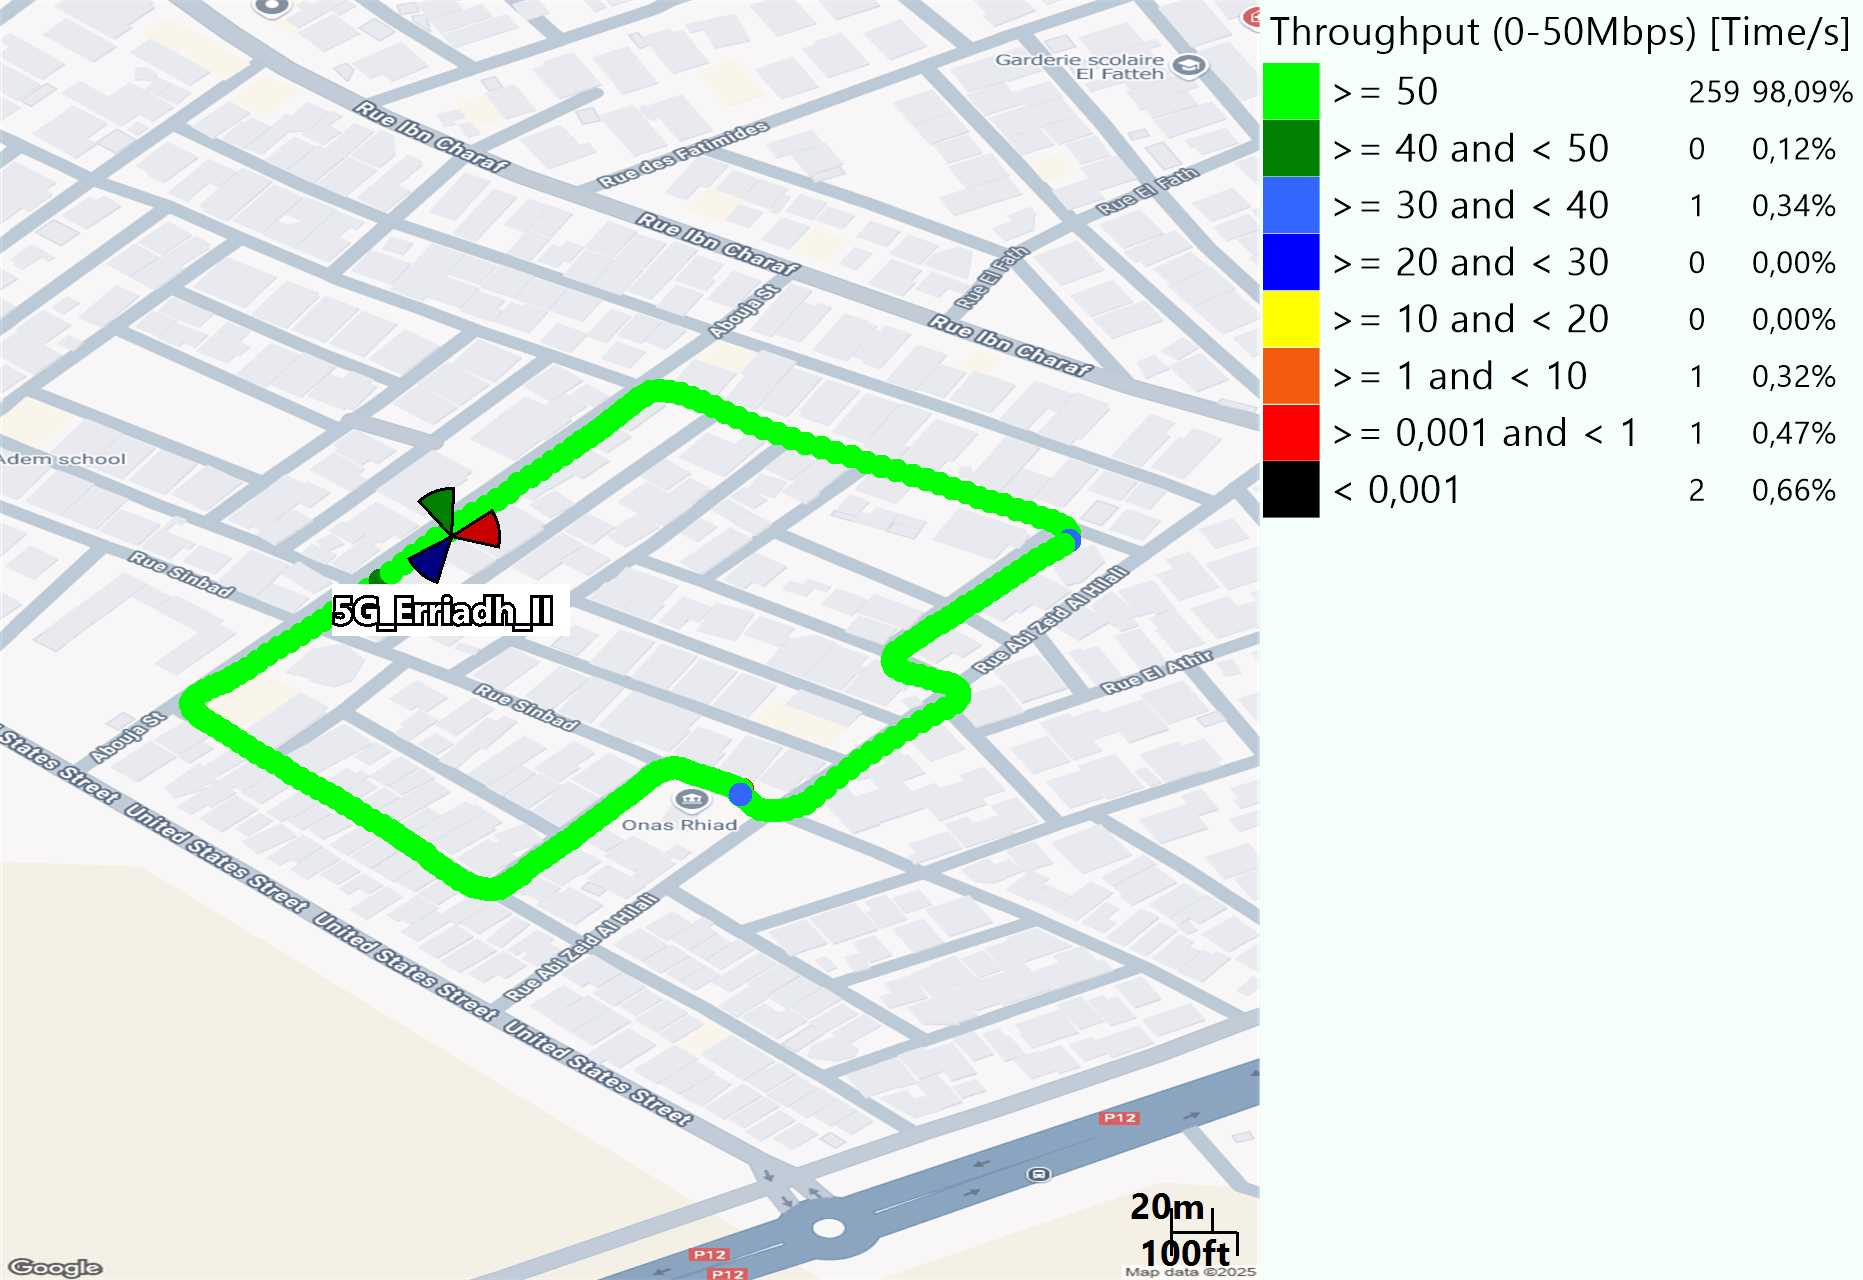 Garderie scolaire
El Fatteh
Rue Ibn Charaf
Rue des Fatimides
Rue El Fath
Rue Ibn Charaf
Rue El Fath
Abouja St
Rue Ibn Charaf
Adem school
Rue Sinbad
5G_Erriadh_II
Rue Abi Zeid Al Hilali
Rue El Athir
Rue Sinbad
Abouja St
States Street
United States Street
Onas Rhiad
United States Street
Rue Abi Zeid Al Hilali
United States Street
P12
P12
P12
20m
100ft
Google
Map data ©2025
Throughput (0-50Mbps) [Time/s]
>= 50 259 98,09%
>= 40 and < 50 0 0,12%
>= 30 and < 40 1 0,34%
>= 20 and < 30 0 0,00%
>= 10 and < 20 0 0,00%
>= 1 and < 10 1 0,32%
>= 0,001 and < 1 1 0,47%
< 0,001 2 0,66%